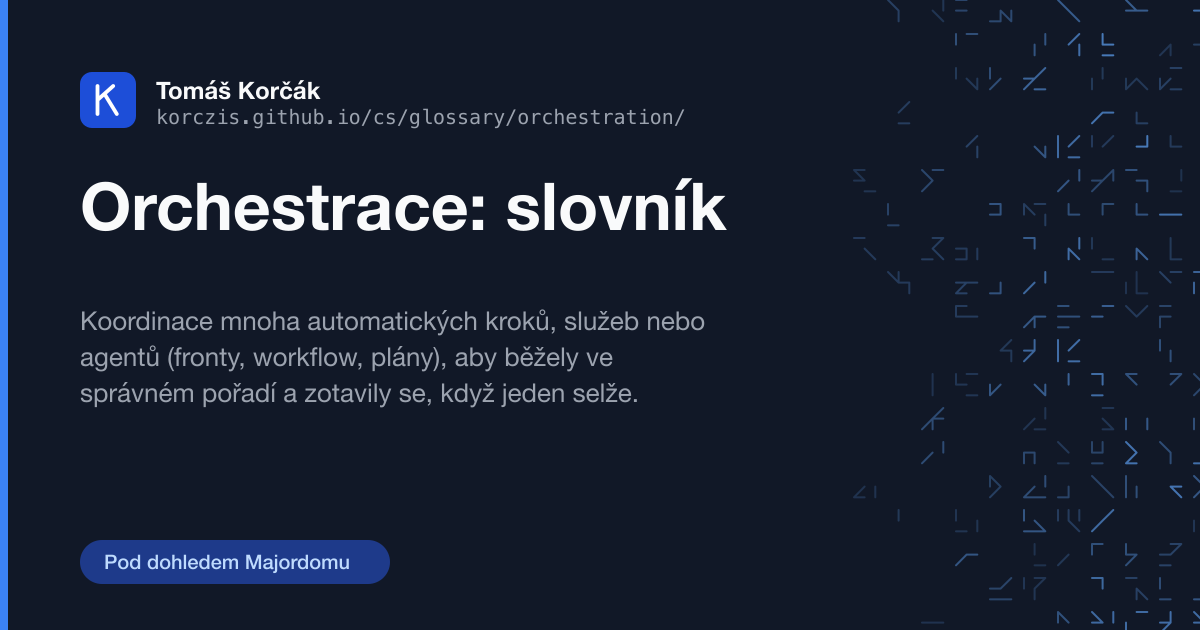 K
Tomáš Korčák
korczis.github.io/cs/glossary/orchestration/
Orchestrace: slovník
Koordinace mnoha automatických kroků, služeb nebo
agentů (fronty, workflow, plány), aby běžely ve
správném pořadí a zotavily se, když jeden selže.
Pod dohledem Majordomu